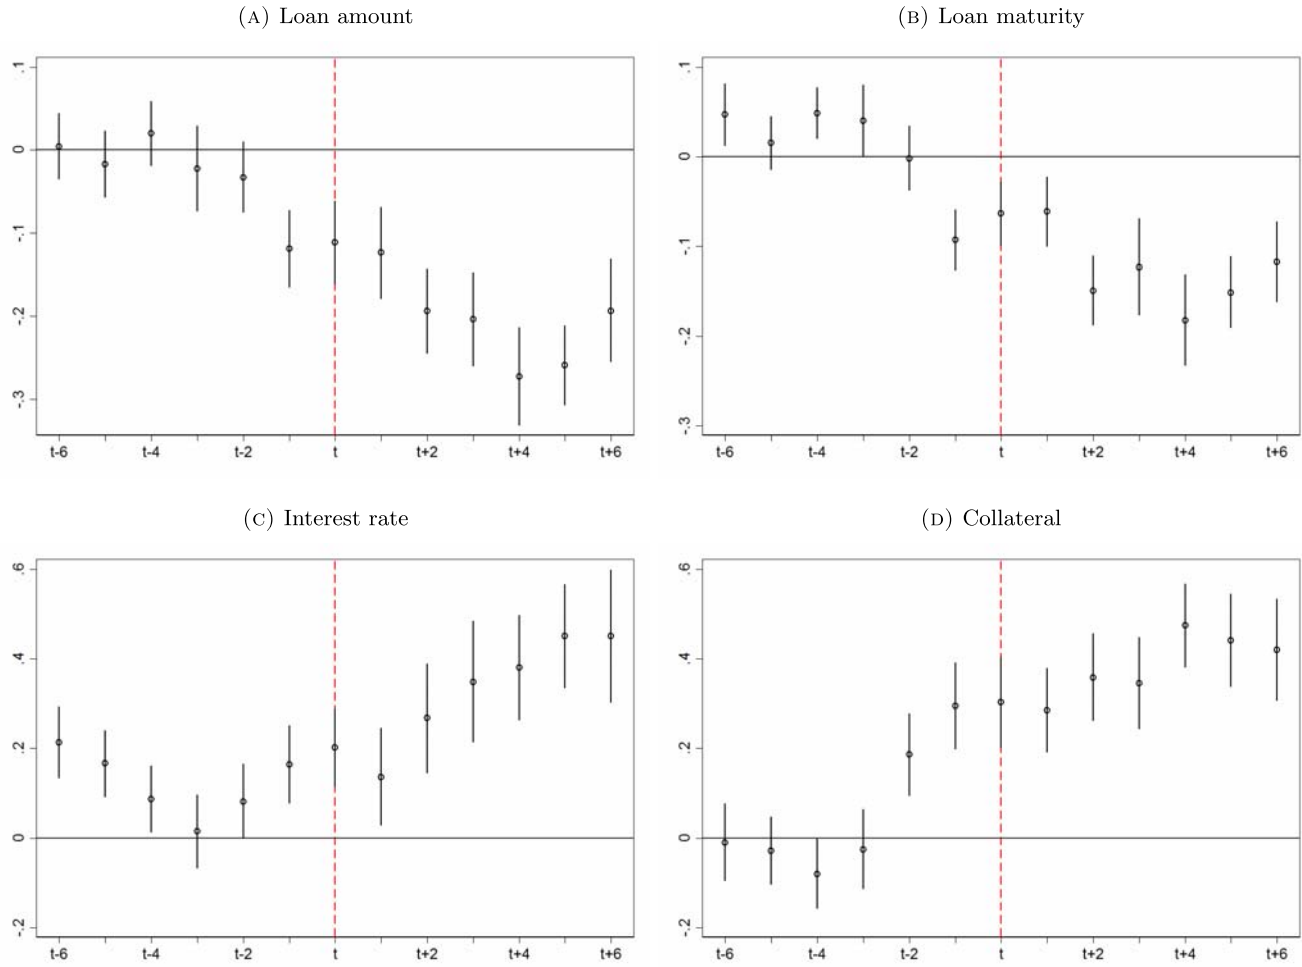 (A) Loan amount
.1
0
-.1
-.2
-.3
t-6 t-4 t-2 t t+2 t+4 t+6
(B) Loan maturity
.1
0
-.1
-.2
-.3
t-6 t-4 t-2 t t+2 t+4 t+6
(C) Interest rate
.6
.4
.2
0
-.2
t-6 t-4 t-2 t t+2 t+4 t+6
(D) Collateral
.6
.4
.2
0
-.2
t-6 t-4 t-2 t t+2 t+4 t+6